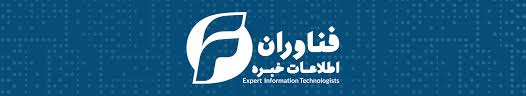 فناوران
اطلاعات خبره
Expert Information Technologists